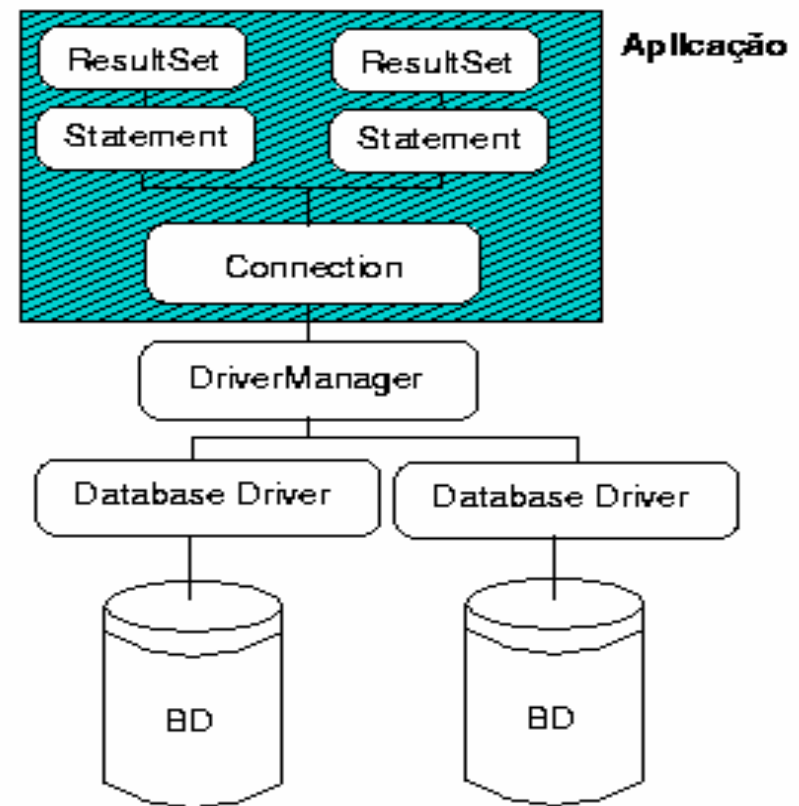 Aplicação
ResultSet
ResultSet
Statement
Statement
Connection
DriverManager
Database Driver
Database Driver
BD
BD